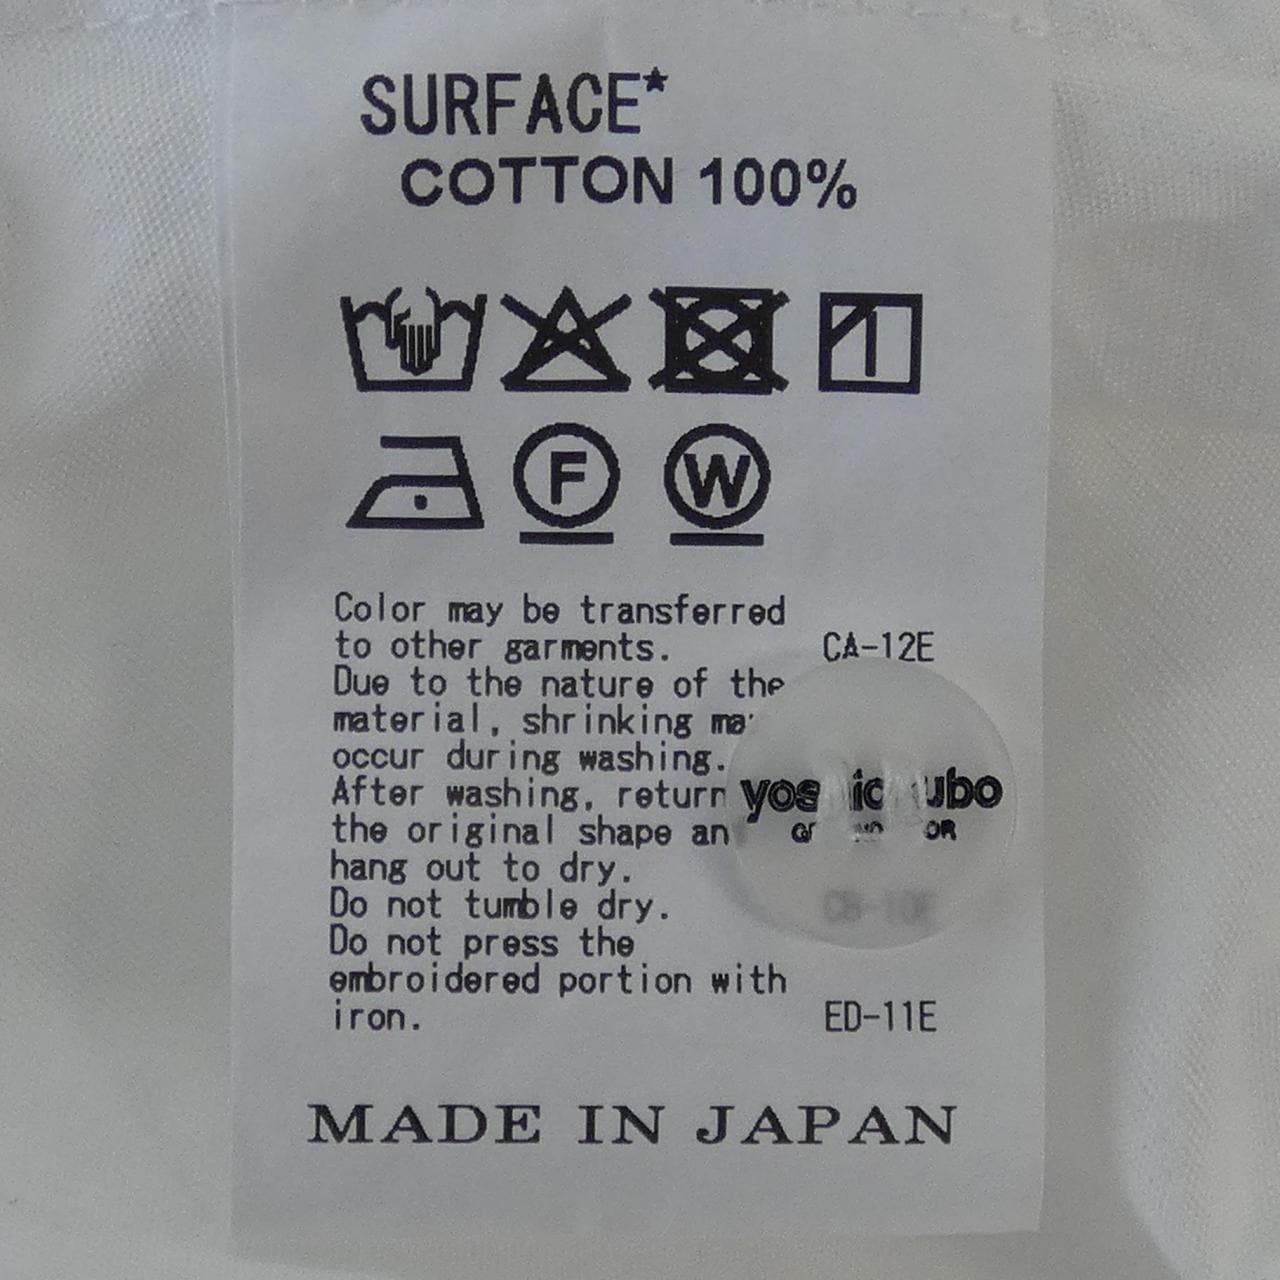 SURFACE*
COTTON 100%
F
W
Color may be transferred
to other garments.
CA-12E
Due to the nature of the
material, shrinking
occur during washing.
After washing, return
the original shape
hang out to dry.
Do not tumble dry.
Do not press the
embroidered portion with
iron.
ED-11E
MADE IN JAPAN